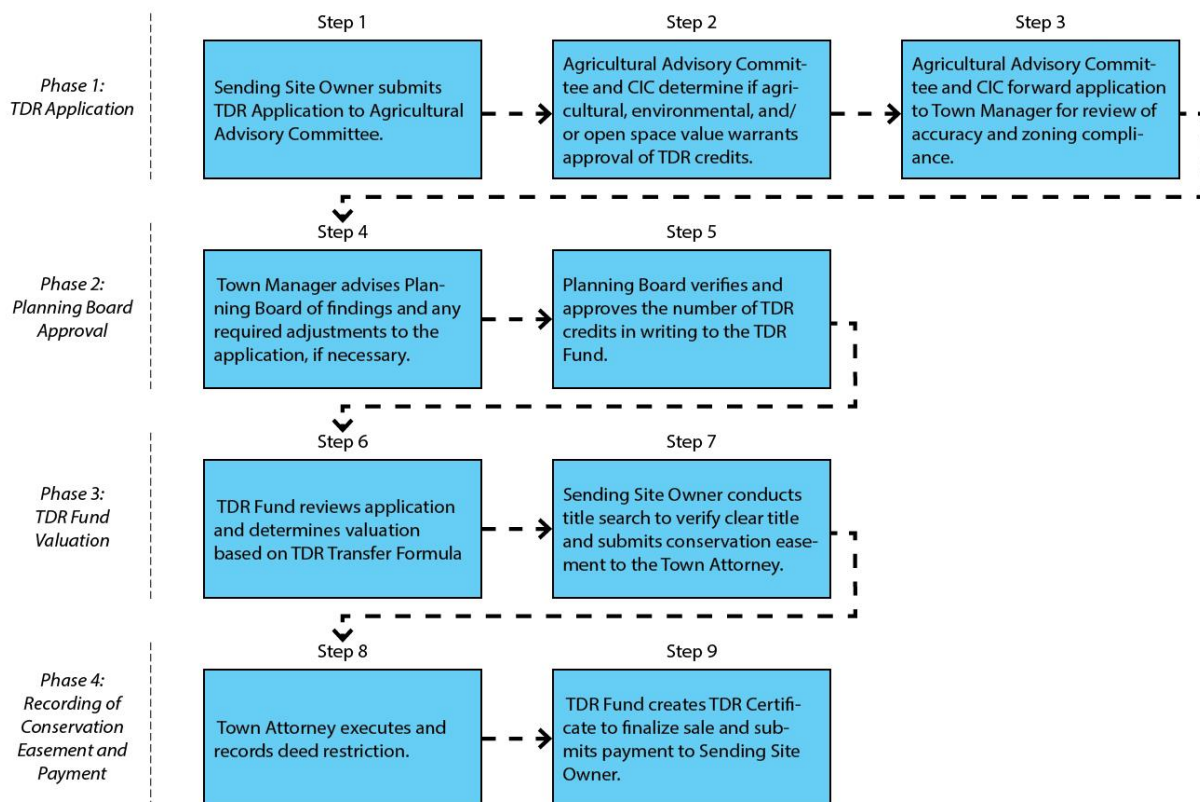 Phase 1:
TDR Application
Step 1
Sending Site Owner submits
TDR Application to Agricultural
Advisory Committee.
Step 2
Agricultural Advisory Commit-
tee and CIC determine if agri-
cultural, environmental, and/
or open space value warrants
approval of TDR credits.
Step 3
Agricultural Advisory Commit-
tee and CIC forward application
to Town Manager for review of
accuracy and zoning compli-
ance.
Phase 2:
Planning Board
Approval
Step 4
Town Manager advises Plan-
ning Board of findings and any
required adjustments to the
application, if necessary.
Step 5
Planning Board verifies and
approves the number of TDR
credits in writing to the TDR
Fund.
Phase 3:
TDR Fund
Valuation
Step 6
TDR Fund reviews application
and determines valuation
based on TDR Transfer Formula
Step 7
Sending Site Owner conducts
title search to verify clear title
and submits conservation ease-
ment to the Town Attorney.
Phase 4:
Recording of
Conservation
Easement and
Payment
Step 8
Town Attorney executes and
records deed restriction.
Step 9
TDR Fund creates TDR Certifi-
cate to finalize sale and sub-
mits payment to Sending Site
Owner.